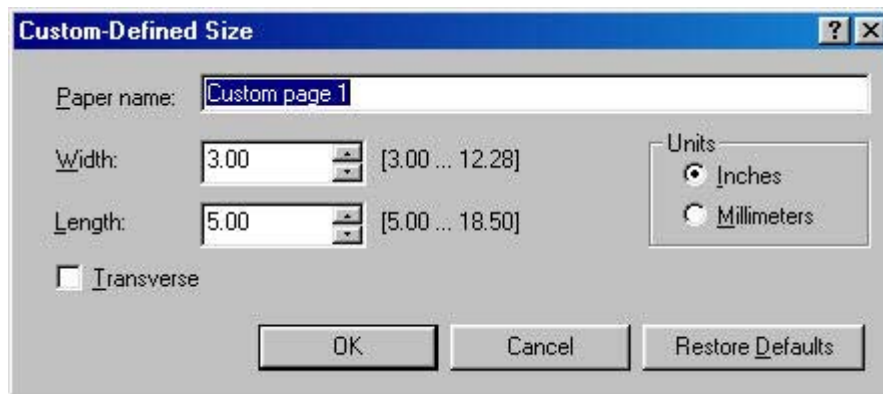 Custom-Defined Size
Paper name: Custom page 1
Width: 3.00 [3.00 ... 12.28]
Length: 5.00 [5.00 ... 18.50]
Units
Inches
Millimeters
Transverse
OK Cancel Restore Defaults